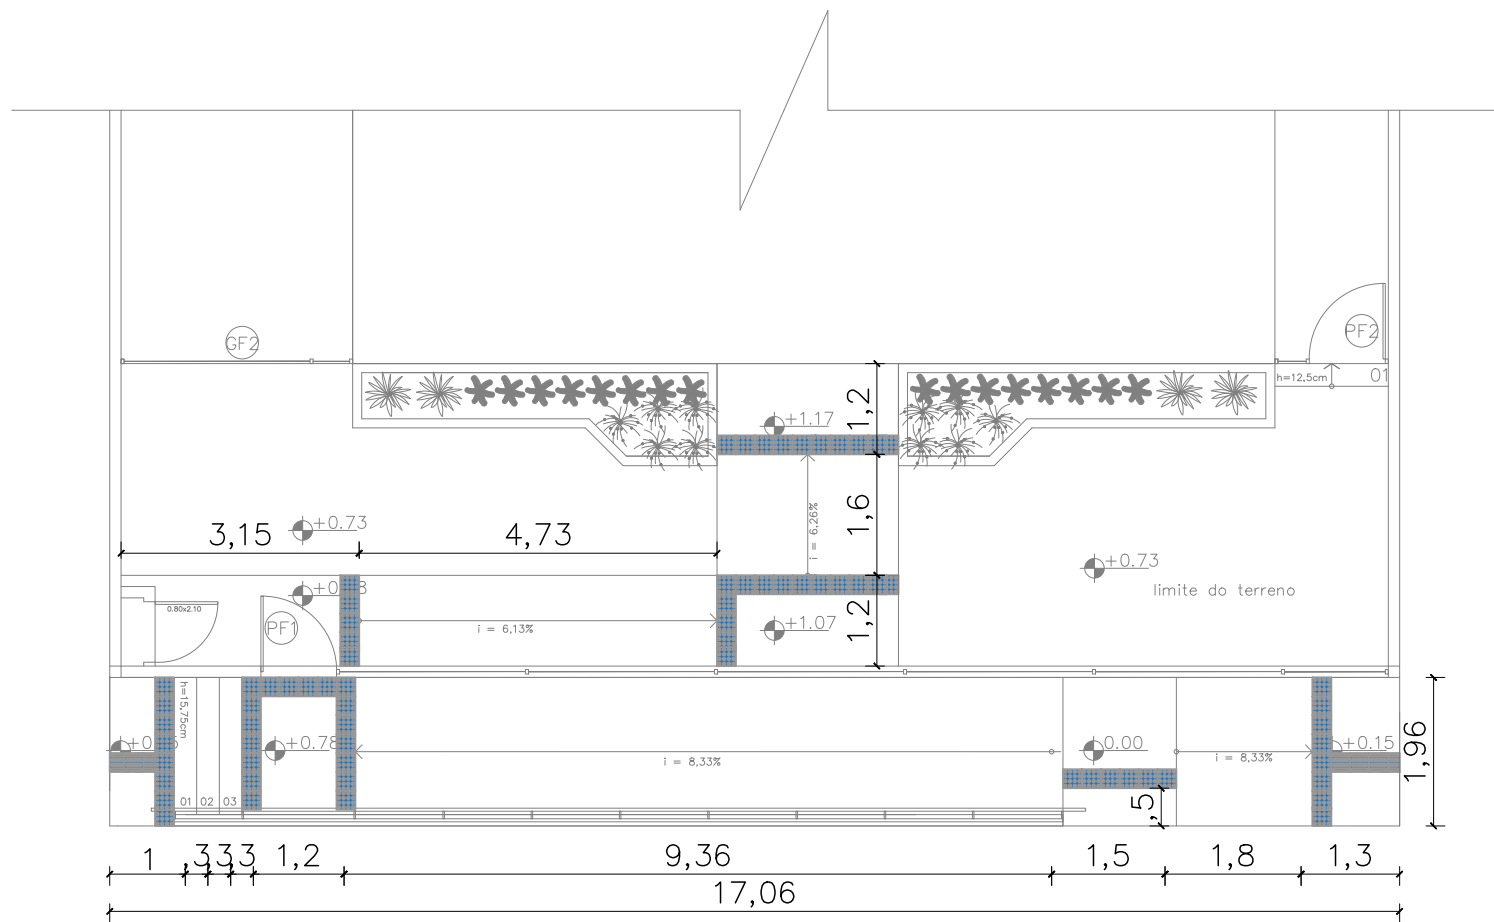 GF2
PF2
h=12,5cm
01
+1.17
1,2
i = 6,26%
1,6
+0.73
3,15
4,73
+0.73
limite do terreno
0.80x2.10
PF1
i = 6,13%
+1.07
1,2
h=15,75cm
+0.78
0.00
+0.15
i = 8,33%
i = 8,33%
1,96
01
02
03
,5
1
,3
,3
,3
1,2
9,36
1,5
1,8
1,3
17,06